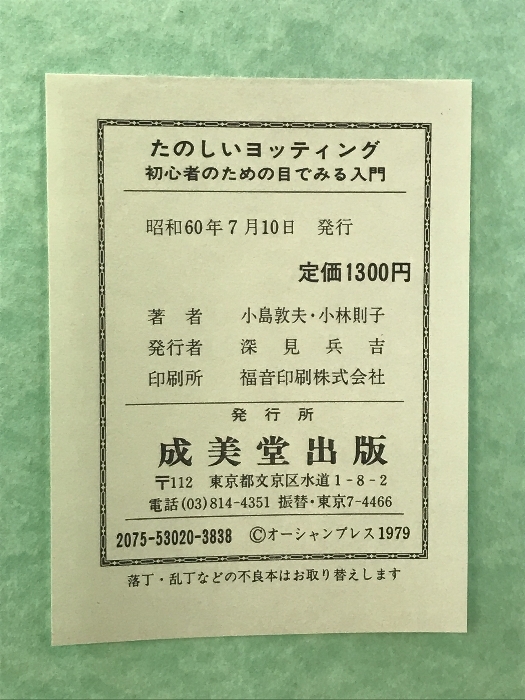 たのしいヨッティング
初心者のための目でみる入門
昭和60年7月10日 発行
定価1300円
著者 小島敦夫・小林則子
発行者 深見兵吉
印刷所 福音印刷株式会社
発行所
成美堂出版
〒112 東京都文京区水道1-8-2
電話(03)814-4351 振替・東京7-4466
2075-53020-3838 ©オーシャンプレス1979
落丁・乱丁などの不良本はお取り替えします